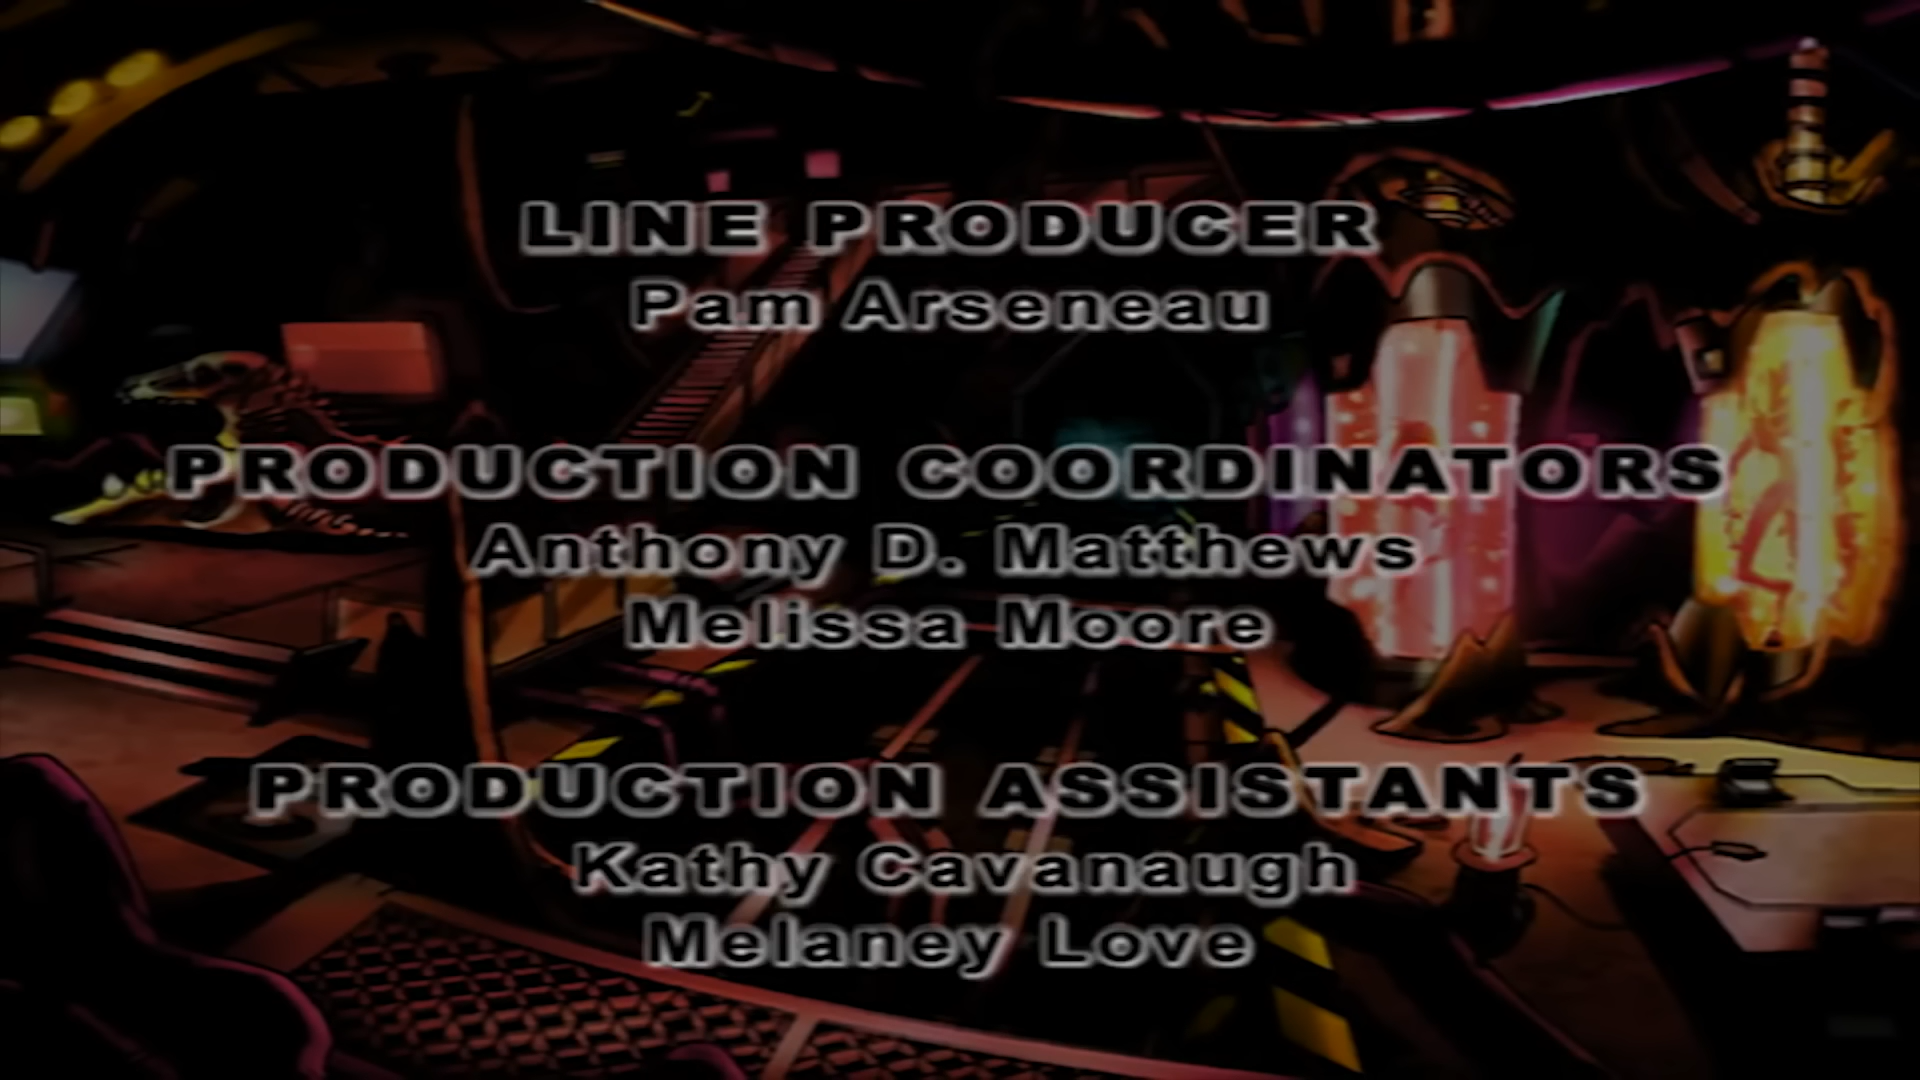 LINE PRODUCER
Pam Arseneau
PRODUCTION COORDINATORS
Anthony D. Matthews
Melissa Moore
PRODUCTION ASSISTANTS
Kathy Cavanaugh
Melaney Love